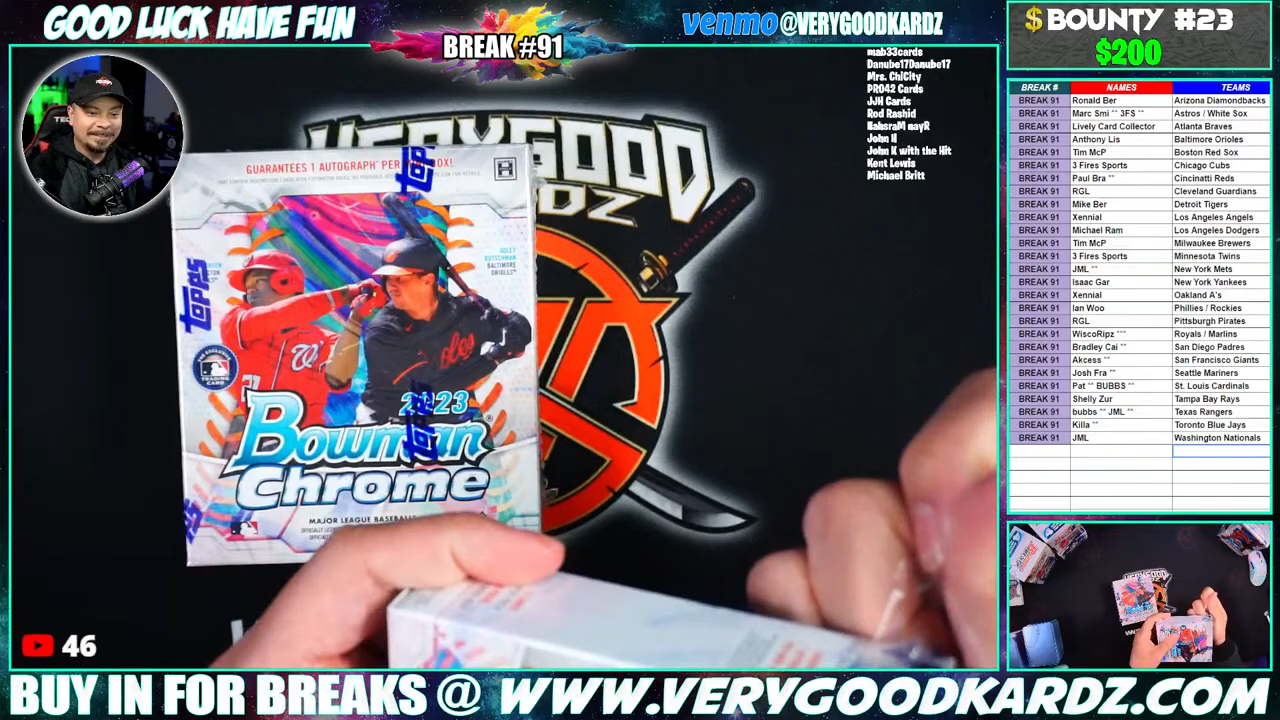 GOOD LUCK HAVE FUN
BREAK #91
venmo@VERYGOODKARDZ
$BOUNTY #23
$200
mab33cards
Danube17Danube17
Mrs. ChiCity
PRO42 Cards
JJH Cards
Rod Rashid
HahsraM nayR
John H
John K with the Hit
Kent Lewis
Michael Britt
BREAK # NAMES TEAMS
BREAK 91 Ronald Ber Arizona Diamondbacks
BREAK 91 Marc Smi ** 3FS ** Astros / White Sox
BREAK 91 Lively Card Collector Atlanta Braves
BREAK 91 Anthony Lis Baltimore Orioles
BREAK 91 Tim McP Boston Red Sox
BREAK 91 3 Fires Sports Chicago Cubs
BREAK 91 Paul Bra ** Cincinatti Reds
BREAK 91 RGL Cleveland Guardians
BREAK 91 Mike Ber Detroit Tigers
BREAK 91 Xennial Los Angeles Angels
BREAK 91 Michael Ram Los Angeles Dodgers
BREAK 91 Tim McP Milwaukee Brewers
BREAK 91 3 Fires Sports Minnesota Twins
BREAK 91 JML ** New York Mets
BREAK 91 Isaac Gar New York Yankees
BREAK 91 Xennial Oakland A's
BREAK 91 Ian Woo Phillies / Rockies
BREAK 91 RGL Pittsburgh Pirates
BREAK 91 WiscoRipz *** Royals / Marlins
BREAK 91 Bradley Cai ** San Diego Padres
BREAK 91 Akcess ** San Francisco Giants
BREAK 91 Josh Fra ** Seattle Mariners
BREAK 91 Pat ** BUBBS ** St. Louis Cardinals
BREAK 91 Shelly Zur Tampa Bay Rays
BREAK 91 bubbs ** JML ** Texas Rangers
BREAK 91 Killa ** Toronto Blue Jays
BREAK 91 JML Washington Nationals
VERYGOOD
DZ
GUARANTEES 1 AUTOGRAPH PER
BOX!
H
topps
ADLEY
RUTSCHMAN
BALTIMORE
ORIOLES
W
oles
2023
Bowman
Chrome
MAJOR LEAGUE BASEBALL
46
BUY IN FOR BREAKS @ WWW.VERYGOODKARDZ.COM